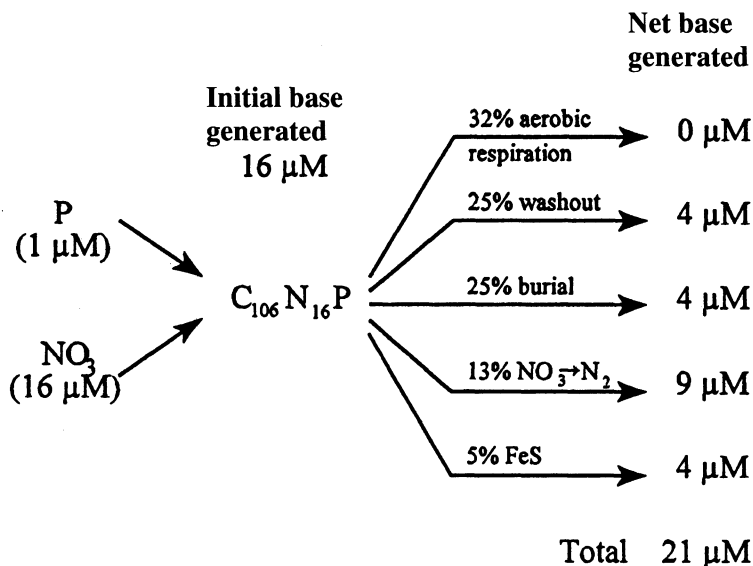 Net base
generated
Initial base
generated
16 µM
P
(1 µM)
NO₃
(16 µM)
C₁₀₆N₁₆P
32% aerobic
respiration
0 µM
25% washout
4 µM
25% burial
4 µM
13% NO₃⁻→N₂
9 µM
5% FeS
4 µM
Total 21 µM